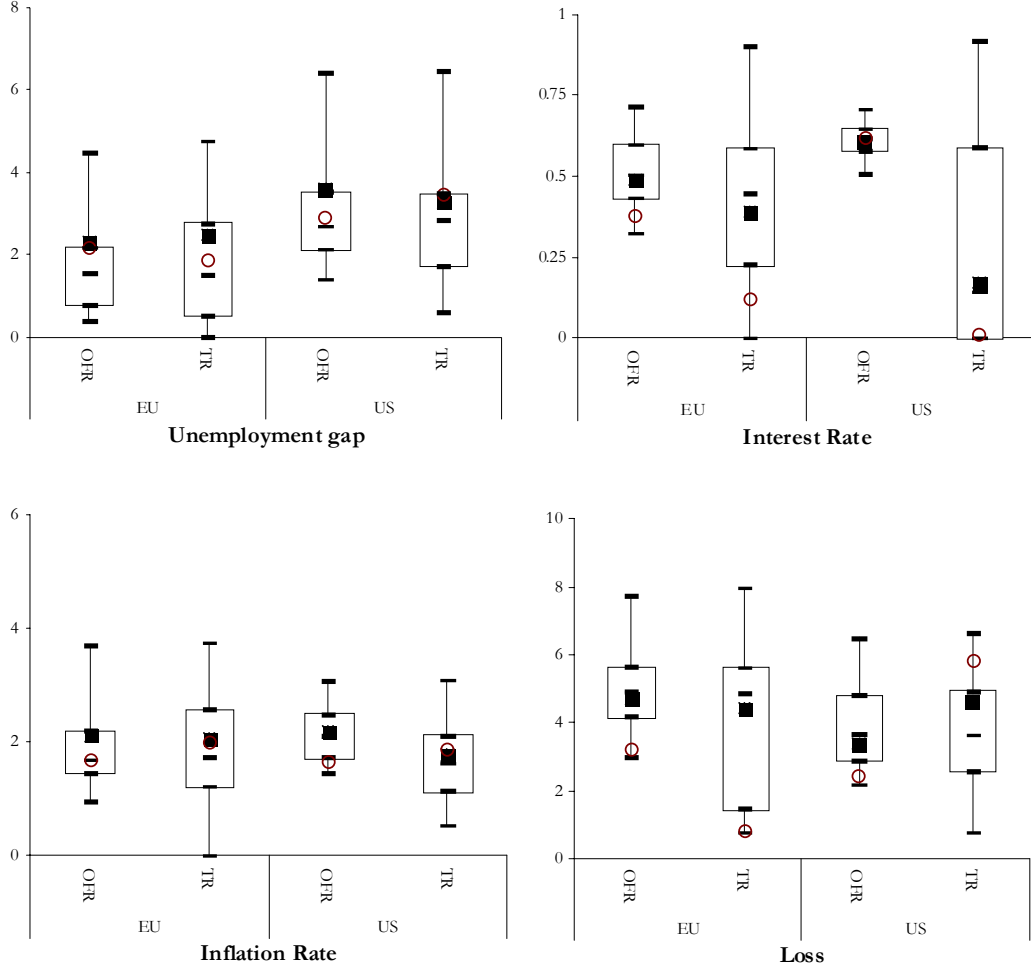 8
6
4
2
0
OFR
TR
OFR
TR
EU
US
Unemployment gap
1
0.75
0.5
0.25
0
OFR
TR
OFR
TR
EU
US
Interest Rate
6
4
2
0
OFR
TR
OFR
TR
EU
US
Inflation Rate
10
8
6
4
2
0
OFR
TR
OFR
TR
EU
US
Loss